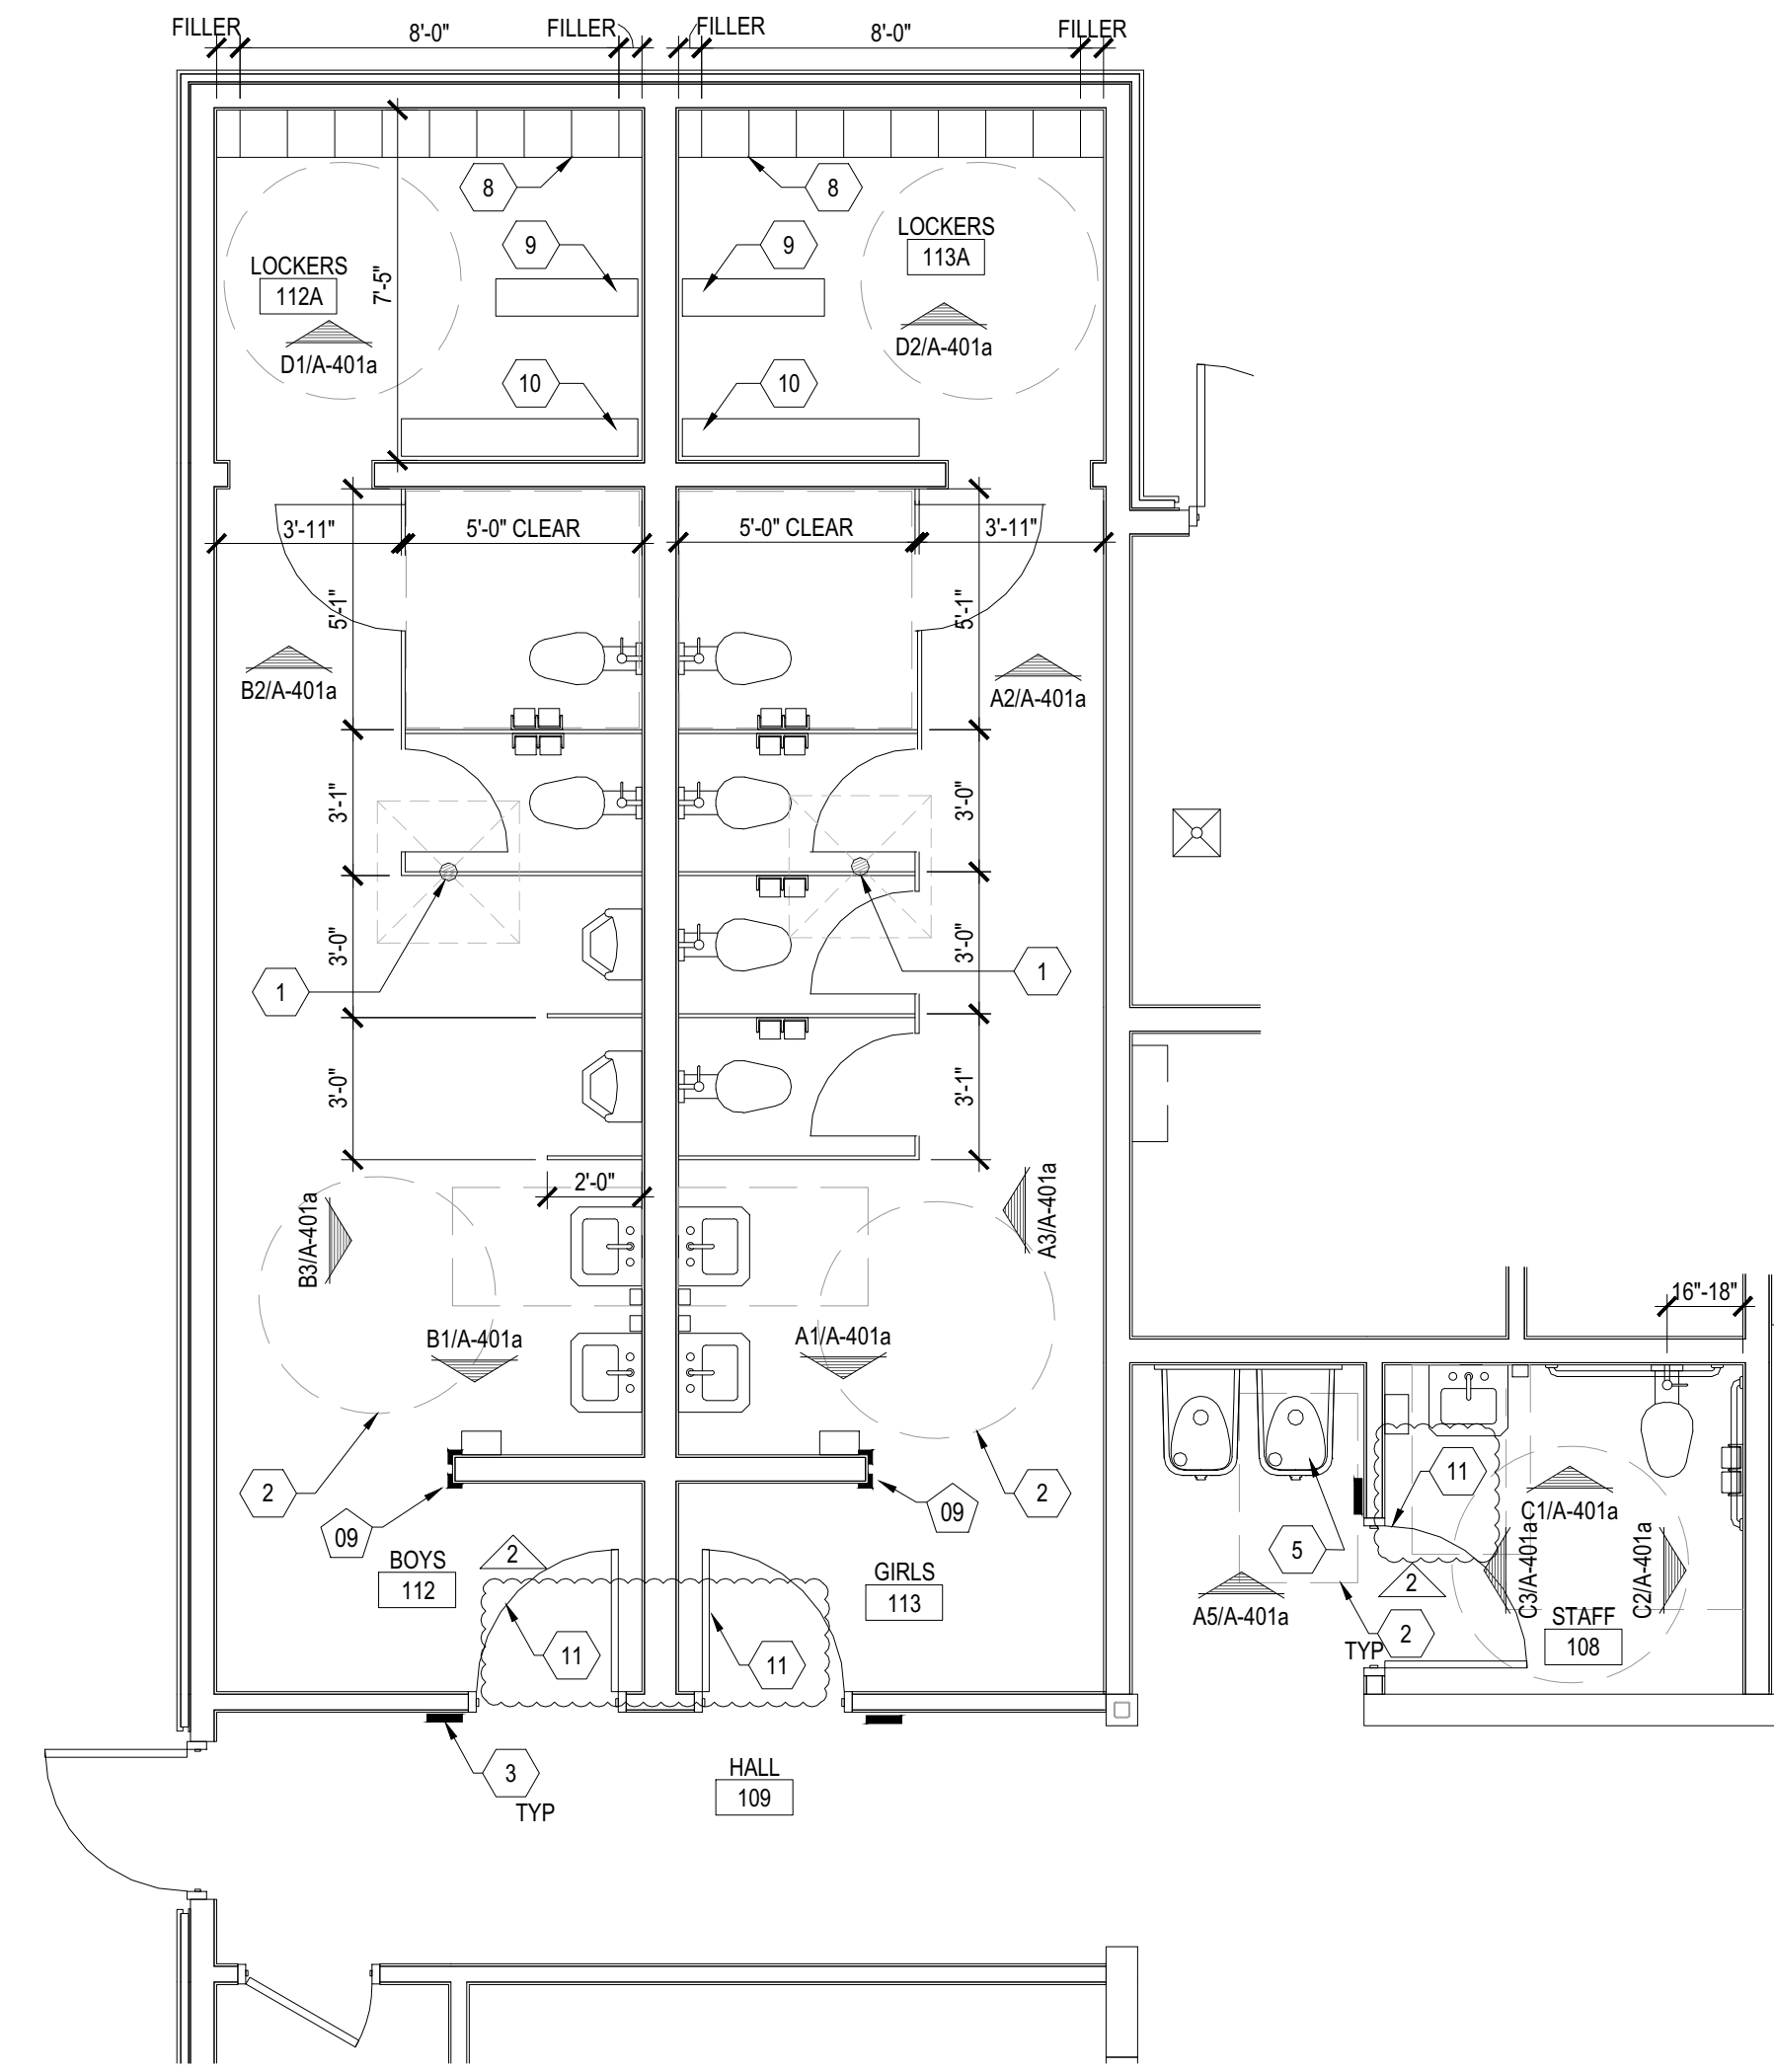 FILLER
8'-0"
FILLER
FILLER
8'-0"
FILLER
8
8
9
9
LOCKERS
113A
LOCKERS
112A
7'-5"
D1/A-401a
D2/A-401a
10
10
3'-11"
5'-0" CLEAR
5'-0" CLEAR
3'-11"
5'-1"
5'-1"
B2/A-401a
A2/A-401a
3'-1"
3'-0"
3'-0"
3'-0"
1
1
3'-0"
3'-1"
2'-0"
B3/A-401a
A3/A-401a
16"-18"
B1/A-401a
A1/A-401a
2
2
09
09
11
C1/A-401a
BOYS
112
2
GIRLS
113
5
2
C3/A-401a
C2/A-401a
A5/A-401a
STAFF
108
2
TYP
11
11
3
TYP
HALL
109